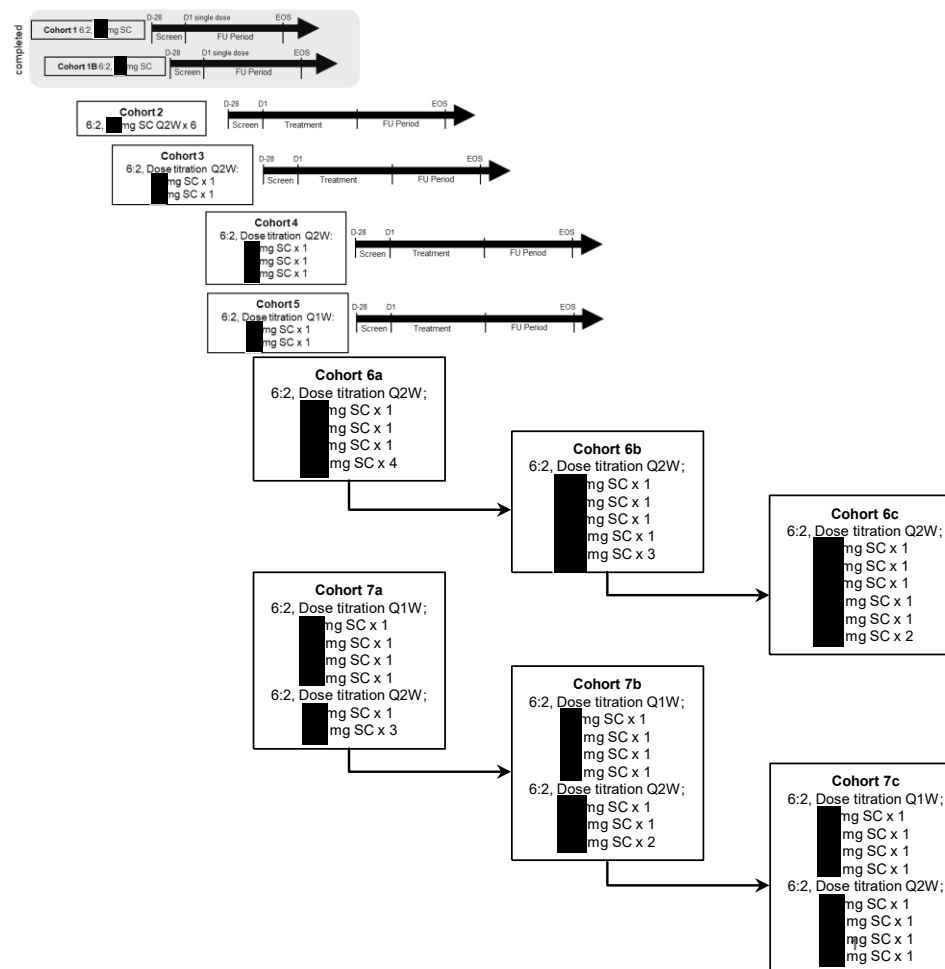 completed
Cohort 1 6:2, mg SC
D-28 D1 single dose EOS
Screen FU Period
Cohort 1B 6:2, mg SC
D-28 D1 single dose EOS
Screen FU Period
Cohort 2
6:2, mg SC Q2W x 6
D-28 D1 EOS
Screen Treatment FU Period
Cohort 3
6:2, Dose titration Q2W:
mg SC x 1
mg SC x 1
D-28 D1 EOS
Screen Treatment FU Period
Cohort 4
6:2, Dose titration Q2W:
mg SC x 1
mg SC x 1
mg SC x 1
D-28 D1 EOS
Screen Treatment FU Period
Cohort 5
6:2, Dose titration Q1W:
mg SC x 1
mg SC x 1
D-28 D1 EOS
Screen Treatment FU Period
Cohort 6a
6:2, Dose titration Q2W;
mg SC x 1
mg SC x 1
mg SC x 1
mg SC x 4
Cohort 6b
6:2, Dose titration Q2W;
mg SC x 1
mg SC x 1
mg SC x 1
mg SC x 1
mg SC x 3
Cohort 6c
6:2, Dose titration Q2W;
mg SC x 1
mg SC x 1
mg SC x 1
mg SC x 1
mg SC x 1
mg SC x 2
Cohort 7a
6:2, Dose titration Q1W;
mg SC x 1
mg SC x 1
mg SC x 1
mg SC x 1
6:2, Dose titration Q2W;
mg SC x 1
mg SC x 3
Cohort 7b
6:2, Dose titration Q1W;
mg SC x 1
mg SC x 1
mg SC x 1
mg SC x 1
6:2, Dose titration Q2W;
mg SC x 1
mg SC x 1
mg SC x 2
Cohort 7c
6:2, Dose titration Q1W;
mg SC x 1
mg SC x 1
mg SC x 1
mg SC x 1
6:2, Dose titration Q2W;
mg SC x 1
mg SC x 1
mg SC x 1
mg SC x 1